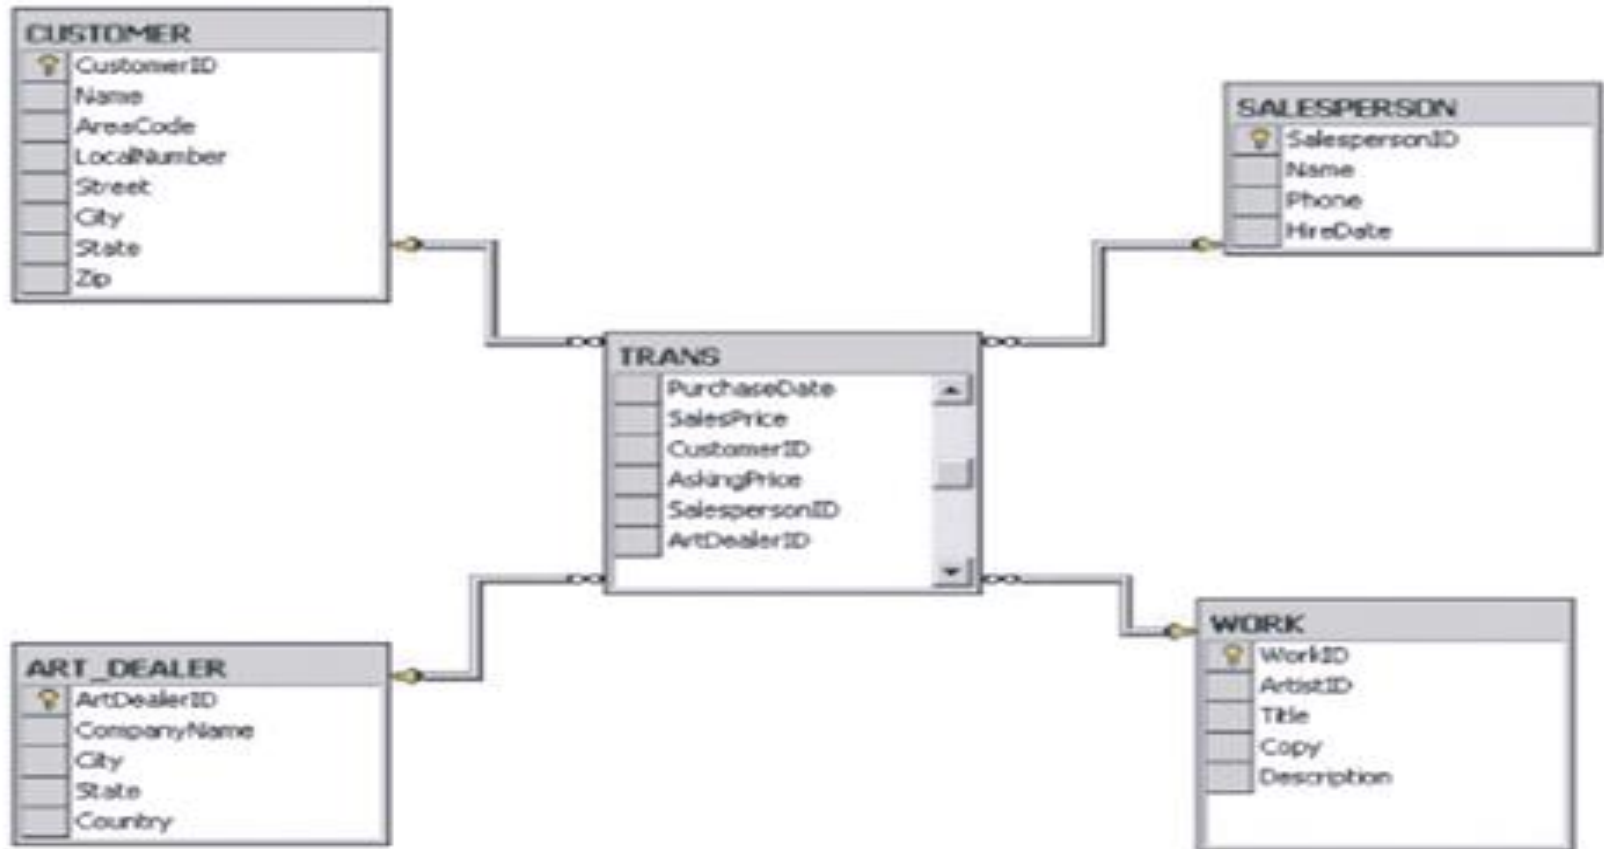 CUSTOMER
CustomerID
Name
AreaCode
LocalNumber
Street
City
State
Zip
SALESPERSON
SalespersonID
Name
Phone
HireDate
TRANS
PurchaseDate
SalesPrice
CustomerID
AskingPrice
SalespersonID
ArtDealerID
ART_DEALER
ArtDealerID
CompanyName
City
State
Country
WORK
WorkID
ArtistID
Title
Copy
Description